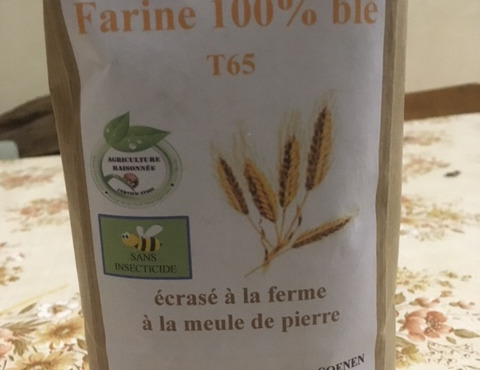 Farine 100% blé
T65
AGRICULTURE
RAISONNÉE
SANS
INSECTICIDE
écrasé à la ferme
à la meule de pierre